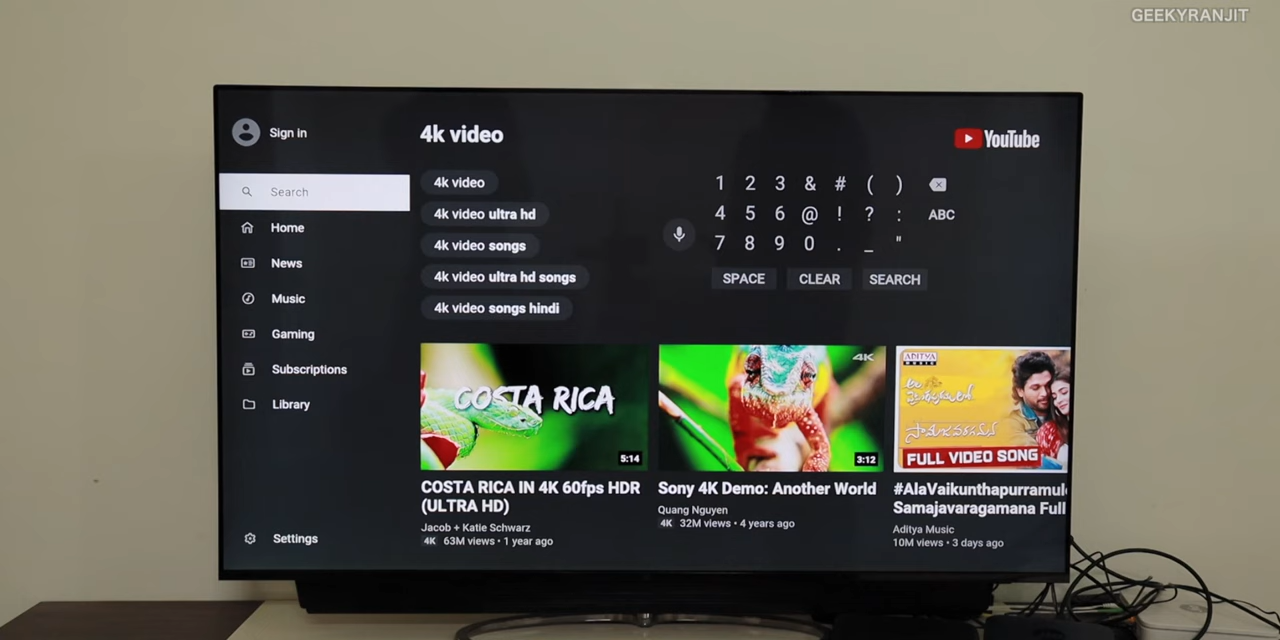 GEEKYRANJIT
Sign in
4k video
YouTube
Search
Home
News
Music
Gaming
Subscriptions
Library
Settings
4k video
4k video ultra hd
4k video songs
4k video ultra hd songs
4k video songs hindi
1 2 3 & # ( )
4 5 6 @ ! ? : ABC
7 8 9 0 . _ "
SPACE CLEAR SEARCH
COSTA RICA
5:14
COSTA RICA IN 4K 60fps HDR
(ULTRA HD)
Jacob + Katie Schwarz
4K 63M views • 1 year ago
4K
3:12
Sony 4K Demo: Another World
Quang Nguyen
4K 32M views • 4 years ago
ADITYA
MUSIC
అల
వైకుంఠపురములో
సామజవరగమన
FULL VIDEO SONG
#AlaVaikunthapurramul
Samajavaragamana Full
Aditya Music
10M views • 3 days ago